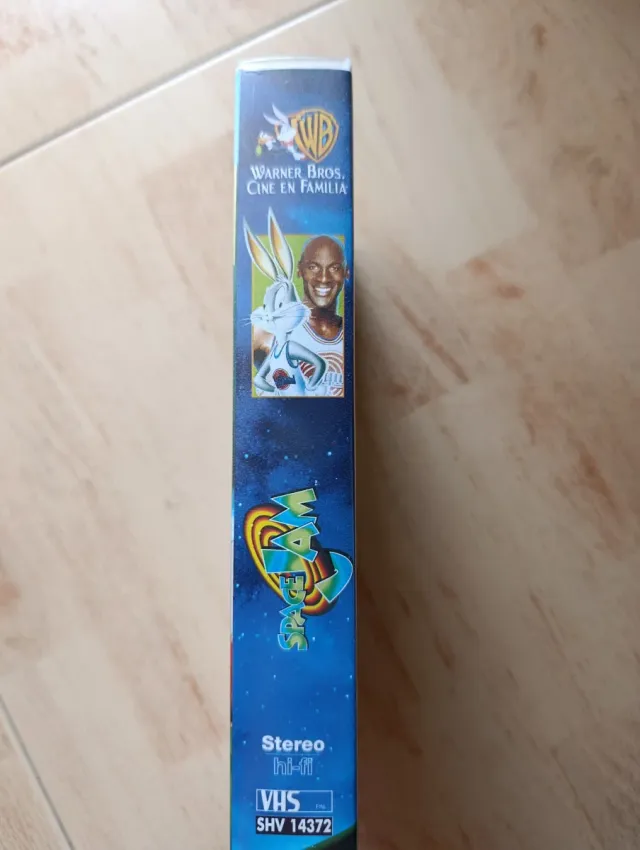 WB
WARNER BROS.
CINE EN FAMILIA
SPACE JAM
Stereo
hi-fi
VHS
SHV 14372